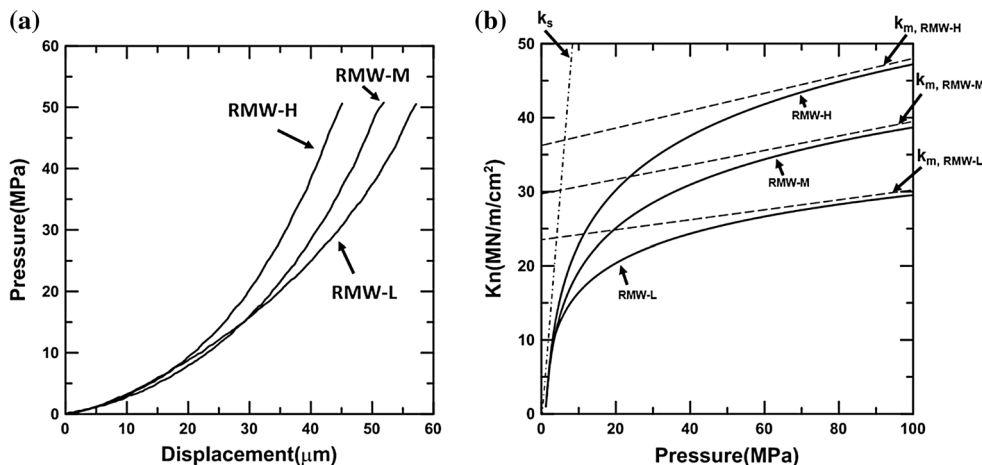 (a)
60
50
40
30
20
10
0
Pressure(MPa)
RMW-H
RMW-M
RMW-L
0 10 20 30 40 50 60
Displacement(μm)
(b)
50
40
30
20
10
0
Kn(MN/m/cm²)
ks
km, RMW-H
km, RMW-M
km, RMW-L
RMW-H
RMW-M
RMW-L
0 20 40 60 80 100
Pressure(MPa)